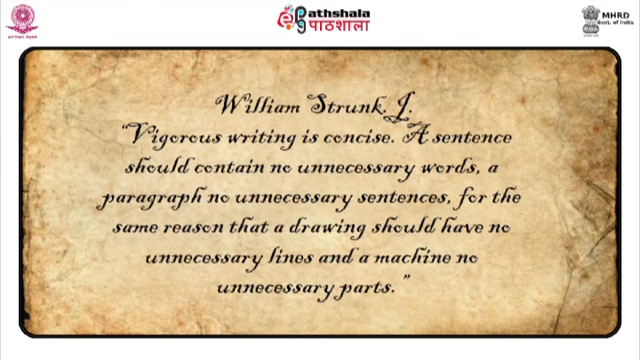 Pathshala
पाठशाला
MHRD
Govt. of India
William Strunk. J.
“Vigorous writing is concise. A sentence
should contain no unnecessary words, a
paragraph no unnecessary sentences, for the
same reason that a drawing should have no
unnecessary lines and a machine no
unnecessary parts.”